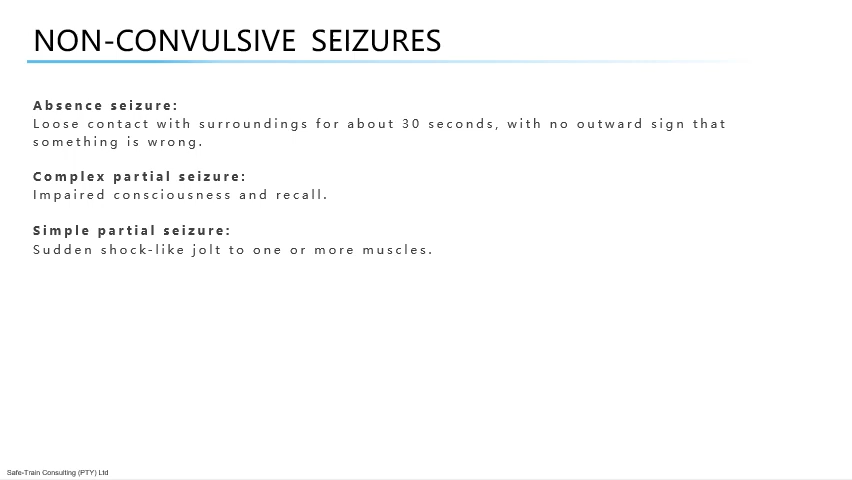 NON-CONVULSIVE SEIZURES
Absence seizure:
Loose contact with surroundings for about 30 seconds, with no outward sign that
something is wrong.
Complex partial seizure:
Impaired consciousness and recall.
Simple partial seizure:
Sudden shock-like jolt to one or more muscles.
Safe-Train Consulting (PTY) Ltd